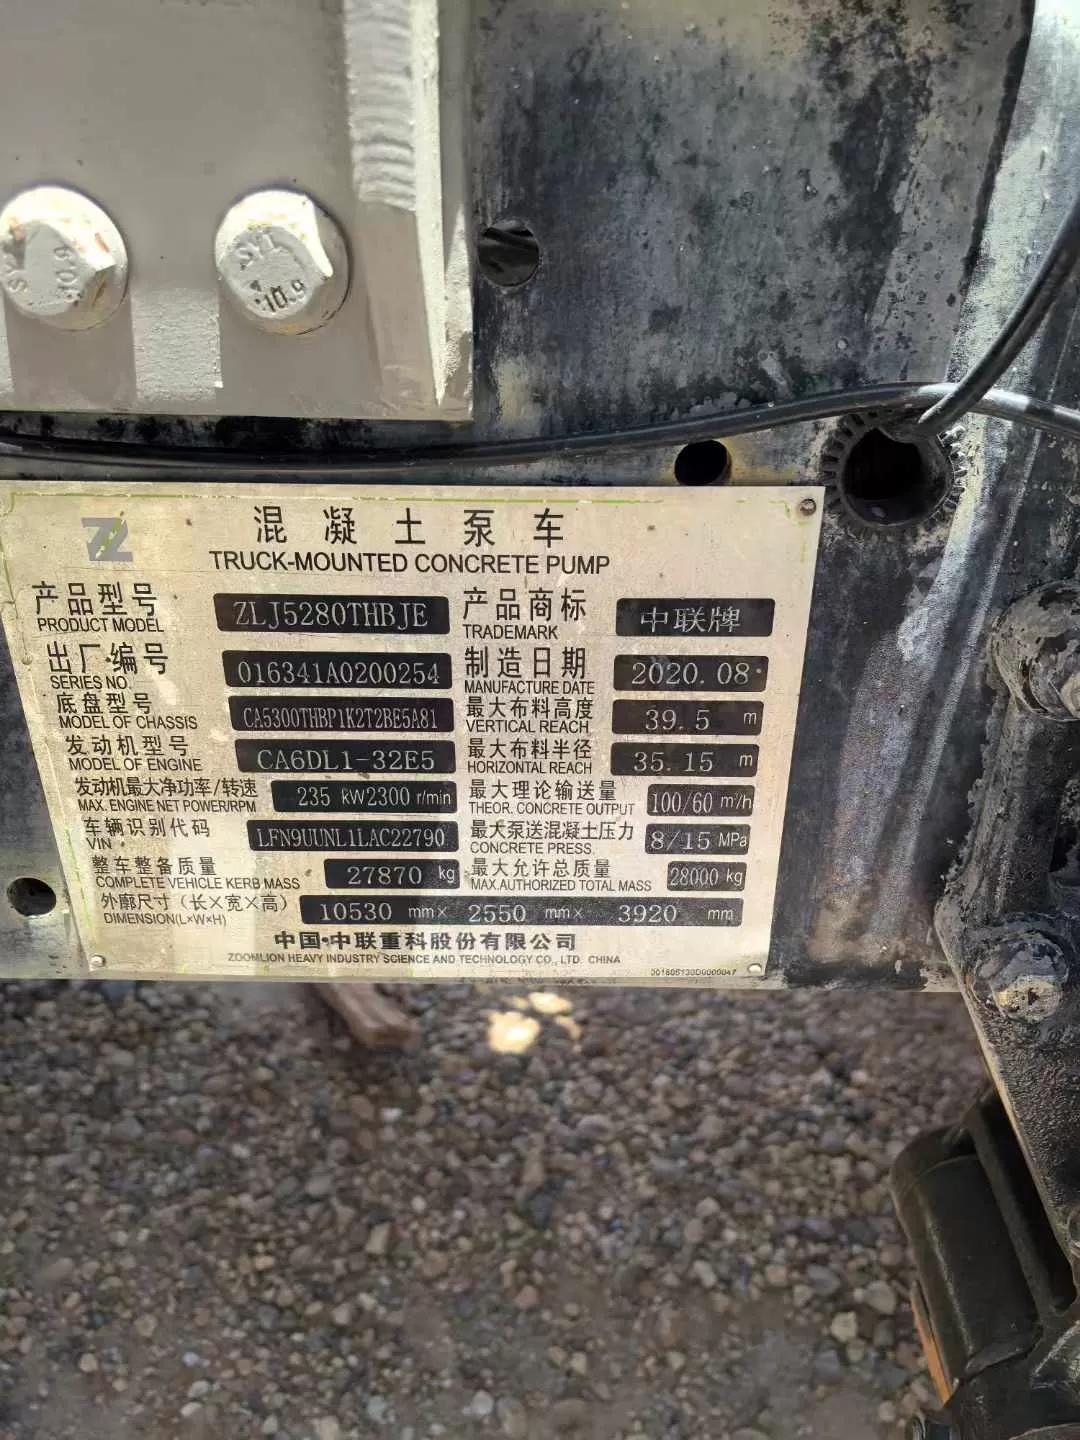 SYL
10.9
混凝土泵车
TRUCK-MOUNTED CONCRETE PUMP
产品型号 ZLJ5280THBJE 产品商标 中联牌
PRODUCT MODEL TRADEMARK
出厂编号 016341A0200254 制造日期 2020.08
SERIES NO. MANUFACTURE DATE
底盘型号 CA5300THBP1K2T2BE5A81 最大布料高度 39.5 m
MODEL OF CHASSIS VERTICAL REACH
发动机型号 CA6DL1-32E5 最大布料半径 35.15 m
MODEL OF ENGINE HORIZONTAL REACH
发动机最大净功率/转速 235 kW2300 r/min 最大理论输送量 100/60 m³/h
MAX. ENGINE NET POWER/RPM THEOR. CONCRETE OUTPUT
车辆识别代码 LFN9UUNL1LAC22790 最大泵送混凝土压力 8/15 MPa
VIN CONCRETE PRESS.
整车整备质量 27870 kg 最大允许总质量 28000 kg
COMPLETE VEHICLE KERB MASS MAX.AUTHORIZED TOTAL MASS
外廓尺寸（长×宽×高） 10530 mm× 2550 mm× 3920 mm
DIMENSION(L×W×H)
中国·中联重科股份有限公司
ZOOMLION HEAVY INDUSTRY SCIENCE AND TECHNOLOGY CO., LTD. CHINA